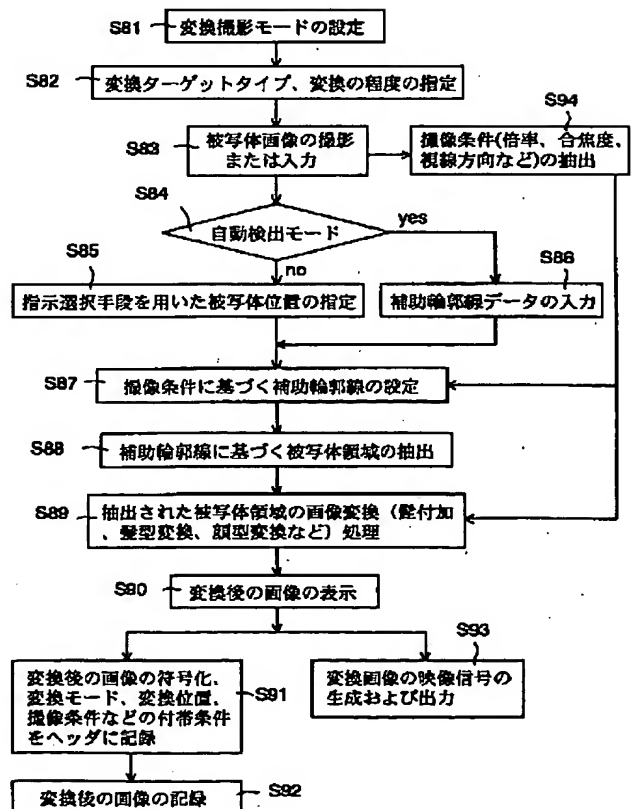 S81
変換撮影モードの設定
S82
変換ターゲットタイプ、変換の程度の指定
S83
被写体画像の撮影
または入力
S94
撮像条件(倍率、合焦度、
視線方向など)の抽出
S84
自動検出モード
yes
no
S85
指示選択手段を用いた被写体位置の指定
S86
補助輪郭線データの入力
S87
撮像条件に基づく補助輪郭線の設定
S88
補助輪郭線に基づく被写体領域の抽出
S89
抽出された被写体領域の画像変換(髭付加
、髪型変換、顔型変換など)処理
S90
変換後の画像の表示
変換後の画像の符号化、
変換モード、変換位置、
撮像条件などの付帯条件
をヘッダに記録
S91
S93
変換画像の映像信号の
生成および出力
変換後の画像の記録
S92